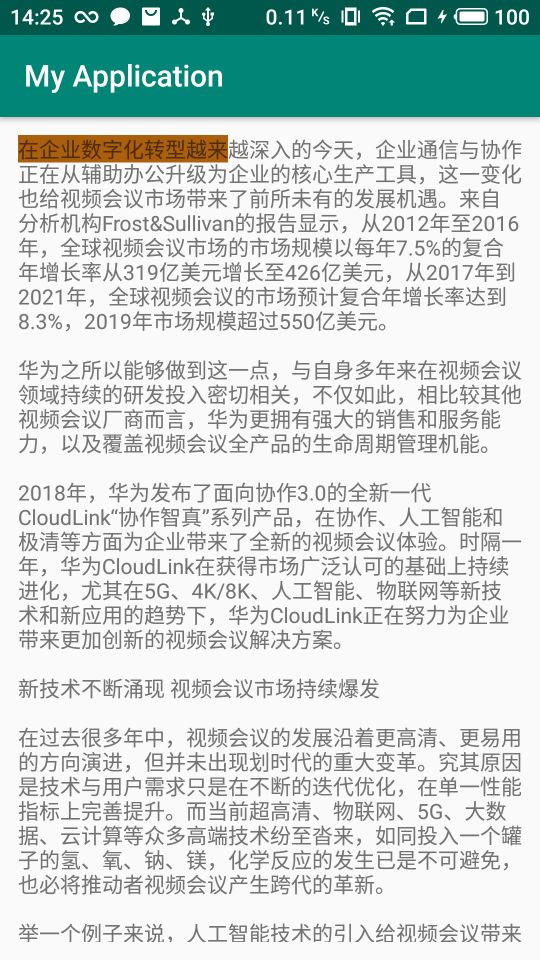 14:25
0.11 K/s
100
My Application
在企业数字化转型越来越深入的今天，企业通信与协作
正在从辅助办公升级为企业的核心生产工具，这一变化
也给视频会议市场带来了前所未有的发展机遇。来自
分析机构Frost&Sullivan的报告显示，从2012年至2016
年，全球视频会议市场的市场规模以每年7.5%的复合
年增长率从319亿美元增长至426亿美元，从2017年到
2021年，全球视频会议的市场预计复合年增长率达到
8.3%，2019年市场规模超过550亿美元。
华为之所以能够做到这一点，与自身多年来在视频会议
领域持续的研发投入密切相关，不仅如此，相比较其他
视频会议厂商而言，华为更拥有强大的销售和服务能
力，以及覆盖视频会议全产品的生命周期管理机能。
2018年，华为发布了面向协作3.0的全新一代
CloudLink“协作智真”系列产品，在协作、人工智能和
极清等方面为企业带来了全新的视频会议体验。时隔一
年，华为CloudLink在获得市场广泛认可的基础上持续
进化，尤其在5G、4K/8K、人工智能、物联网等新技
术和新应用的趋势下，华为CloudLink正在努力为企业
带来更加创新的视频会议解决方案。
新技术不断涌现 视频会议市场持续爆发
在过去很多年中，视频会议的发展沿着更高清、更易用
的方向演进，但并未出现划时代的重大变革。究其原因
是技术与用户需求只是在不断的迭代优化，在单一性能
指标上完善提升。而当前超高清、物联网、5G、大数
据、云计算等众多高端技术纷至沓来，如同投入一个罐
子的氢、氧、钠、镁，化学反应的发生已是不可避免，
也必将推动者视频会议产生跨代的革新。
举一个例子来说，人工智能技术的引入给视频会议带来